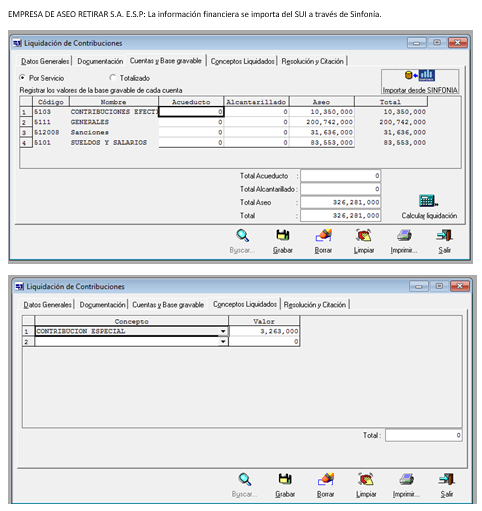 EMPRESA DE ASEO RETIRAR S.A. E.S.P: La información financiera se importa del SUI a través de Sinfonía.
Liquidación de Contribuciones
Datos Generales Documentación Cuentas y Base gravable Conceptos Liquidados Resolución y Citación
Por Servicio Totalizado
Registrar los valores de la base gravable de cada cuenta
Importar desde SINFONIA
Código Nombre Acueducto Alcantarillado Aseo Total
1 5103 CONTRIBUCIONES EFECTI 0 0 10,350,000 10,350,000
2 5111 GENERALES 0 0 200,742,000 200,742,000
3 512008 Sanciones 0 0 31,636,000 31,636,000
4 5101 SUELDOS Y SALARIOS 0 0 83,553,000 83,553,000
Total Acueducto : 0
Total Alcantarillado : 0
Total Aseo : 326,281,000
Total : 326,281,000
Calcular liquidación
Buscar... Grabar Borrar Limpiar Imprimir... Salir
Liquidación de Contribuciones
Datos Generales Documentación Cuentas y Base gravable Conceptos Liquidados Resolución y Citación
Concepto Valor
1 CONTRIBUCION ESPECIAL 3,263,000
2 0
Total : 0
Buscar... Grabar Borrar Limpiar Imprimir... Salir